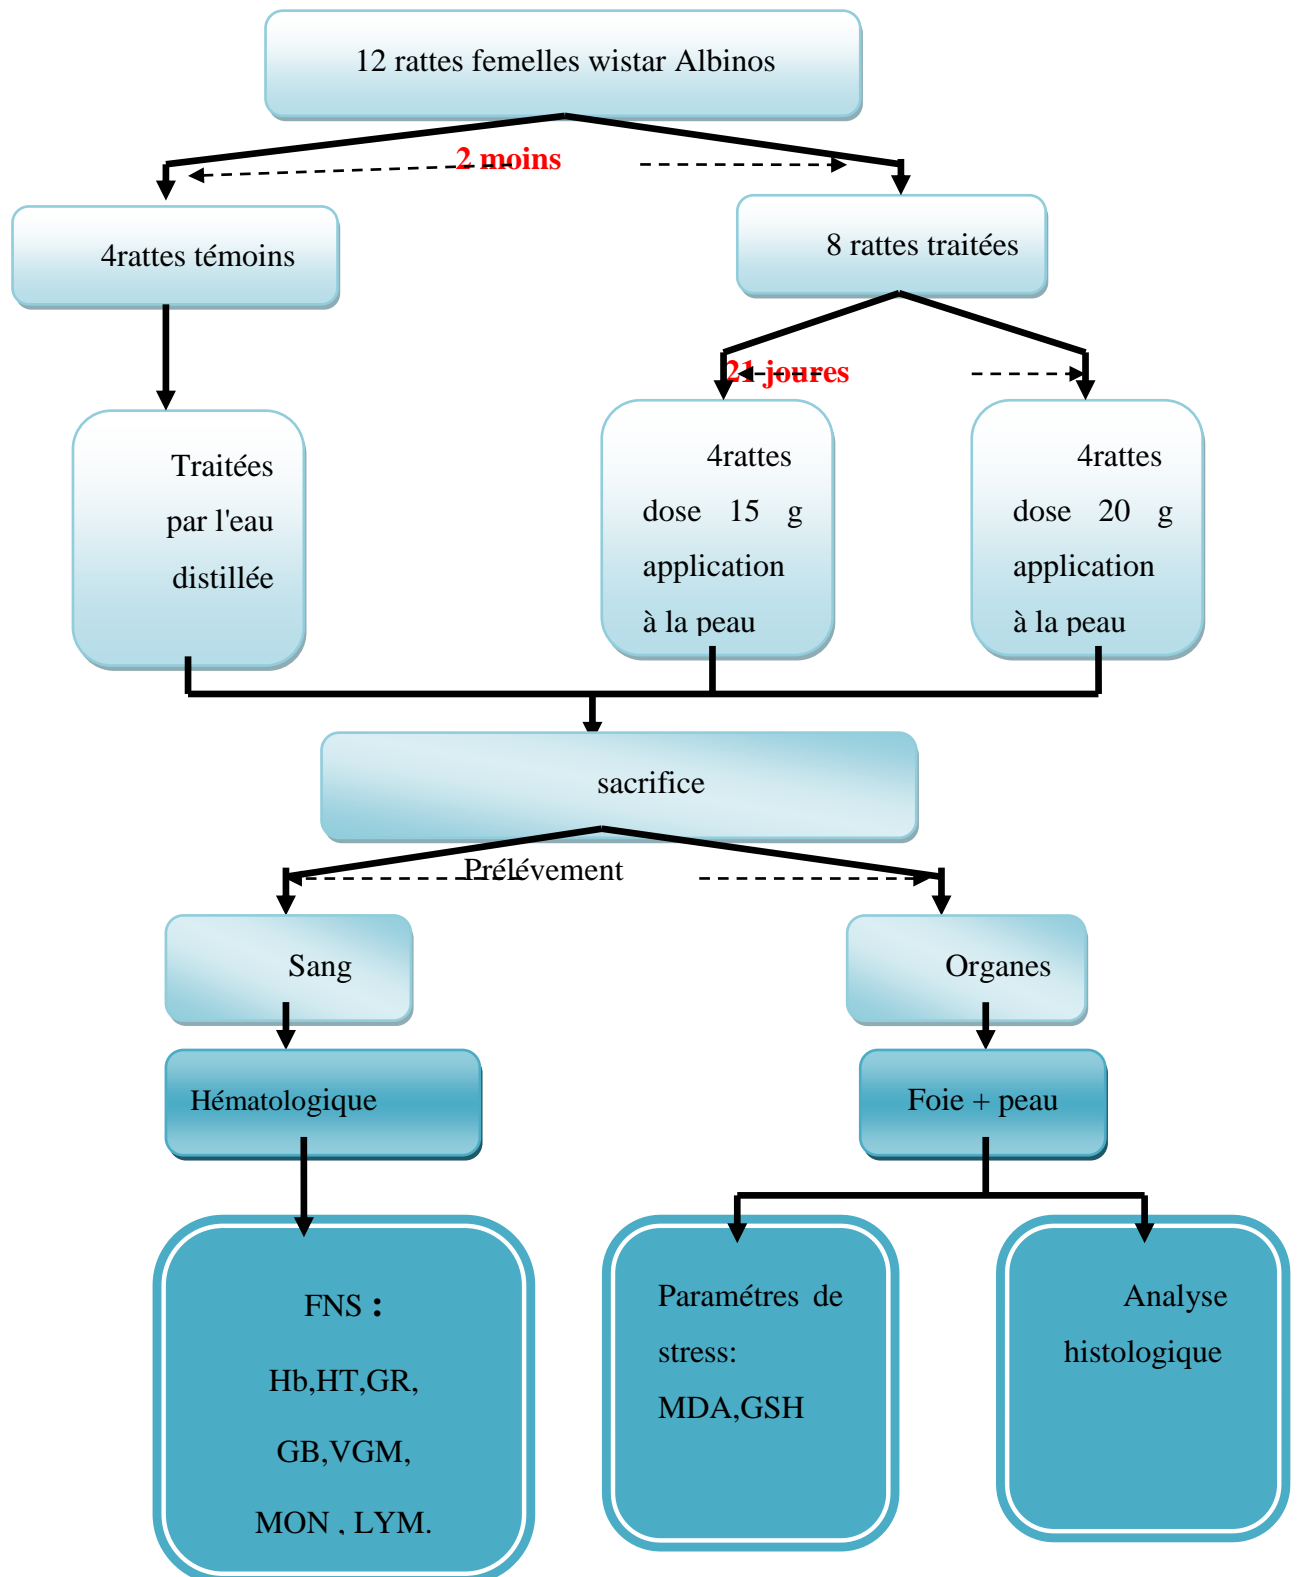 12 rattes femelles wistar Albinos
2 moins
4rattes témoins
8 rattes traitées
21 joures
Traitées
par l'eau
distillée
4rattes
dose 15 g
application
à la peau
4rattes
dose 20 g
application
à la peau
sacrifice
Prélévement
Sang
Organes
Hématologique
Foie + peau
FNS :
Hb,HT,GR,
GB,VGM,
MON , LYM.
Paramétres de
stress:
MDA,GSH
Analyse
histologique